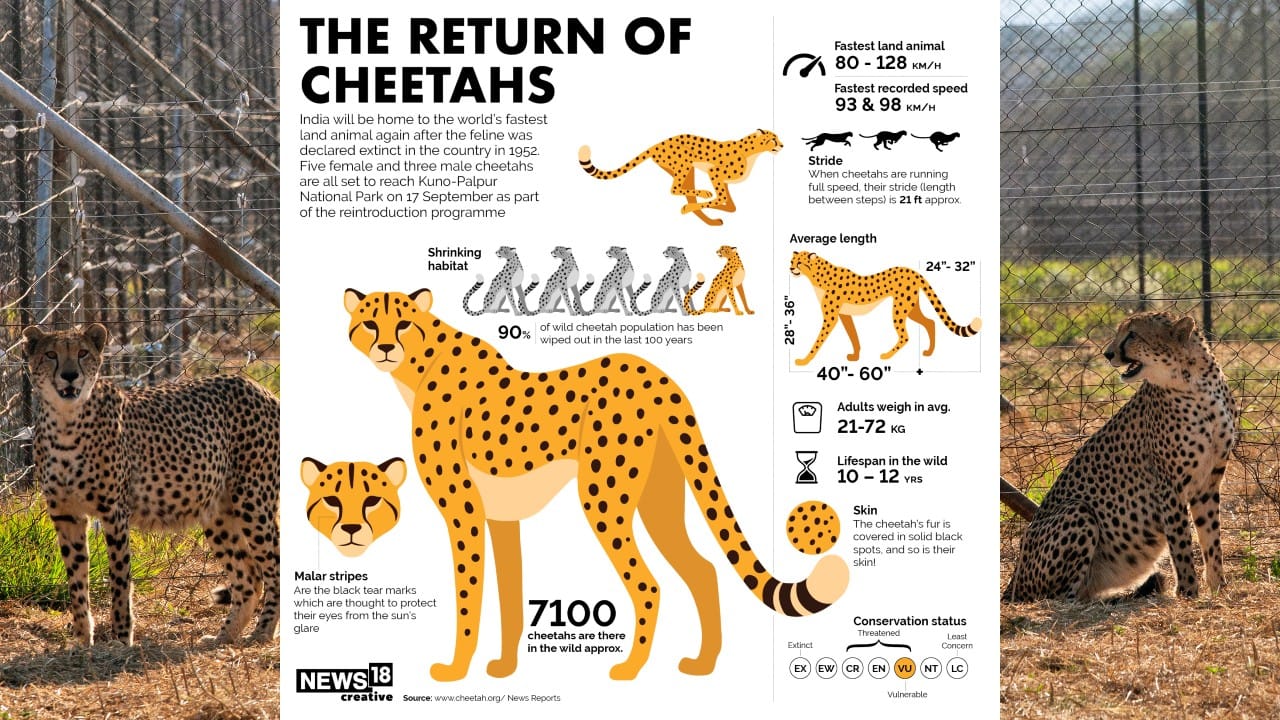 THE RETURN OF
CHEETAHS
India will be home to the world's fastest
land animal again after the feline was
declared extinct in the country in 1952.
Five female and three male cheetahs
are all set to reach Kuno-Palpur
National Park on 17 September as part
of the reintroduction programme
Shrinking
habitat
90%
of wild cheetah population has been
wiped out in the last 100 years
Malar stripes
Are the black tear marks
which are thought to protect
their eyes from the sun's
glare
7100
cheetahs are there
in the wild approx.
NEWS 18
creative
Source: www.cheetah.org/ News Reports
Fastest land animal
80 - 128 KM/H
Fastest recorded speed
93 & 98 KM/H
Stride
When cheetahs are running
full speed, their stride (length
between steps) is 21 ft approx.
Average length
24”- 32”
28”- 36”
40”- 60”
Adults weigh in avg.
21-72 KG
Lifespan in the wild
10 – 12 YRS
Skin
The cheetah's fur is
covered in solid black
spots, and so is their
skin!
Conservation status
Threatened
Extinct
Least
Concern
EX EW CR EN VU NT LC
Vulnerable